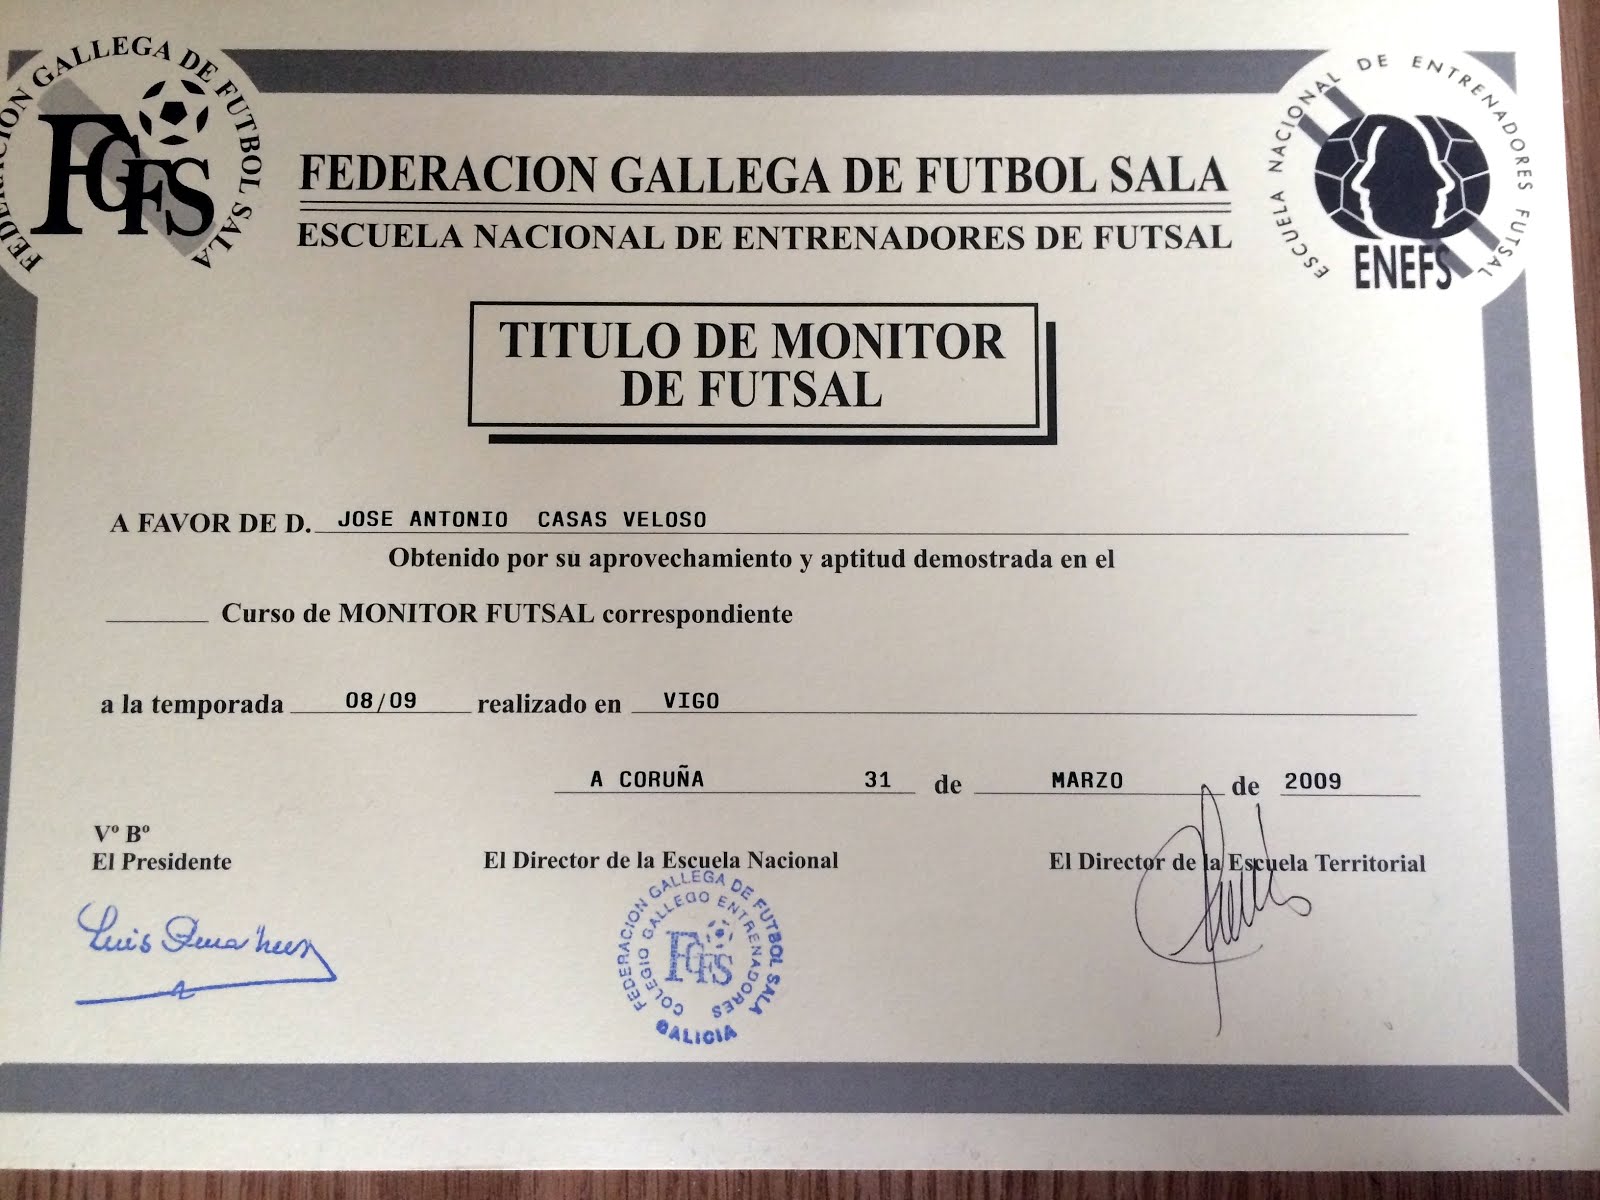 FEDERACION GALLEGA DE FUTBOL SALA
FGFS
ESCUELA NACIONAL DE ENTRENADORES FUTSAL
ENEFS
FEDERACION GALLEGA DE FUTBOL SALA
ESCUELA NACIONAL DE ENTRENADORES DE FUTSAL
TITULO DE MONITOR
DE FUTSAL
A FAVOR DE D. JOSE ANTONIO CASAS VELOSO
Obtenido por su aprovechamiento y aptitud demostrada en el
Curso de MONITOR FUTSAL correspondiente
a la temporada 08/09 realizado en VIGO
A CORUÑA 31 de MARZO de 2009
Vº Bº
El Presidente
El Director de la Escuela Nacional
El Director de la Escuela Territorial
Luis
FEDERACION GALLEGA DE FUTBOL SALA
COLEGIO GALLEGO ENTRENADORES
FGFS
GALICIA